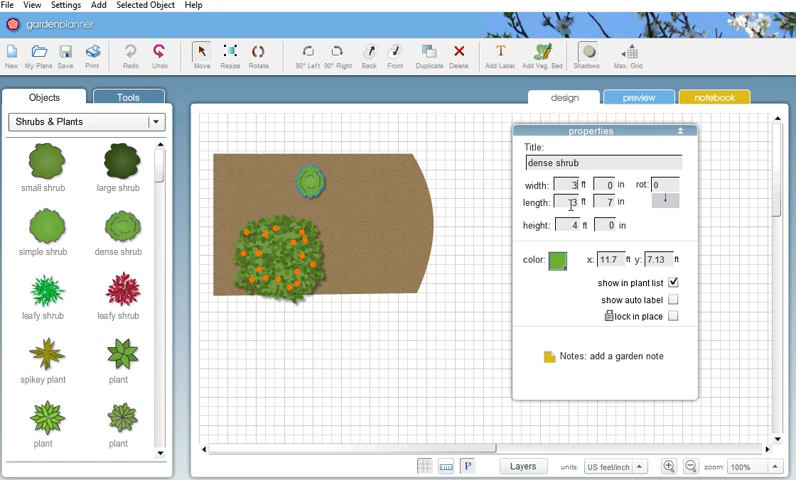 File View Settings Add Selected Object Help
gardenplanner
New My Plans Save Print Redo Undo Move Resize Rotate 90° Left 90° Right Back Front Duplicate Delete Add Label Add Veg. Bed Shadows Max. Grid
Objects Tools
Shrubs & Plants
small shrub large shrub
simple shrub dense shrub
leafy shrub leafy shrub
spikey plant plant
plant plant
design preview notebook
properties
Title:
dense shrub
width: 3 ft 0 in rot: 0
length: 3 ft 7 in
height: 4 ft 0 in
color: x: 11.7 ft y: 7.13 ft
show in plant list
show auto label
lock in place
Notes: add a garden note
P Layers units: US feet/inch zoom: 100%